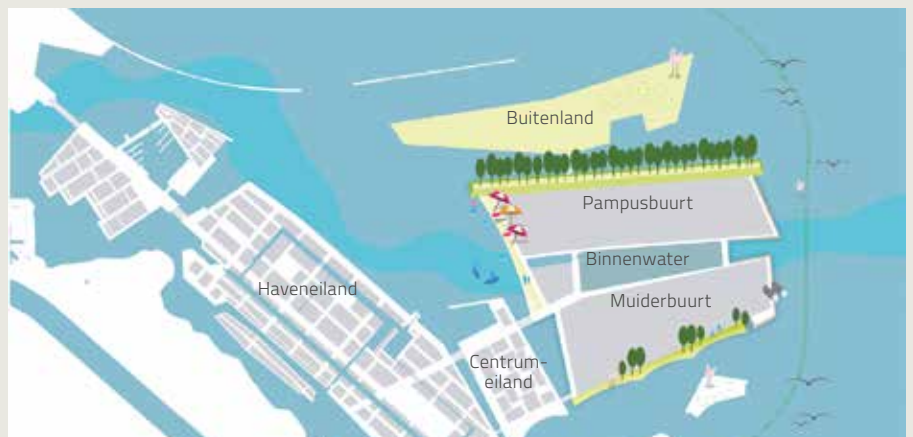 Buitenland
Pampusbuurt
Binnenwater
Haveneiland
Muiderbuurt
Centrum-
eiland